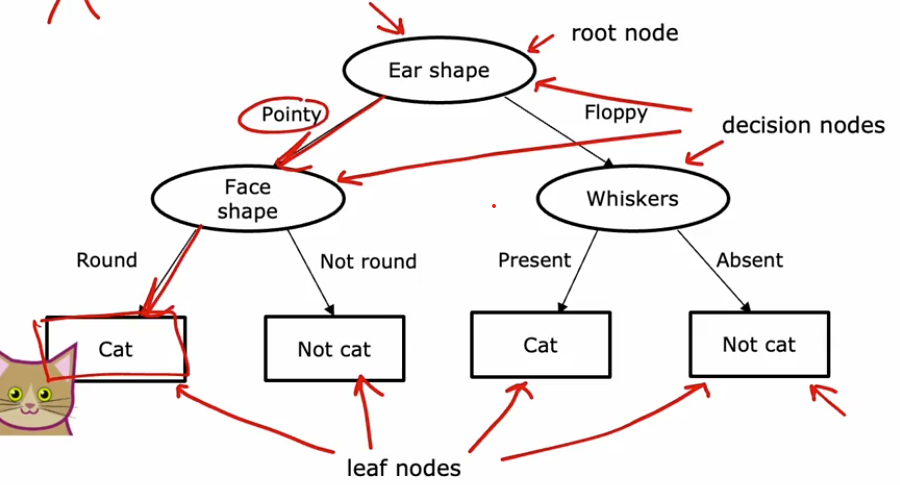 root node
Ear shape
Pointy
Floppy
decision nodes
Face
shape
Whiskers
Round
Not round
Present
Absent
Cat
Not cat
Cat
Not cat
leaf nodes